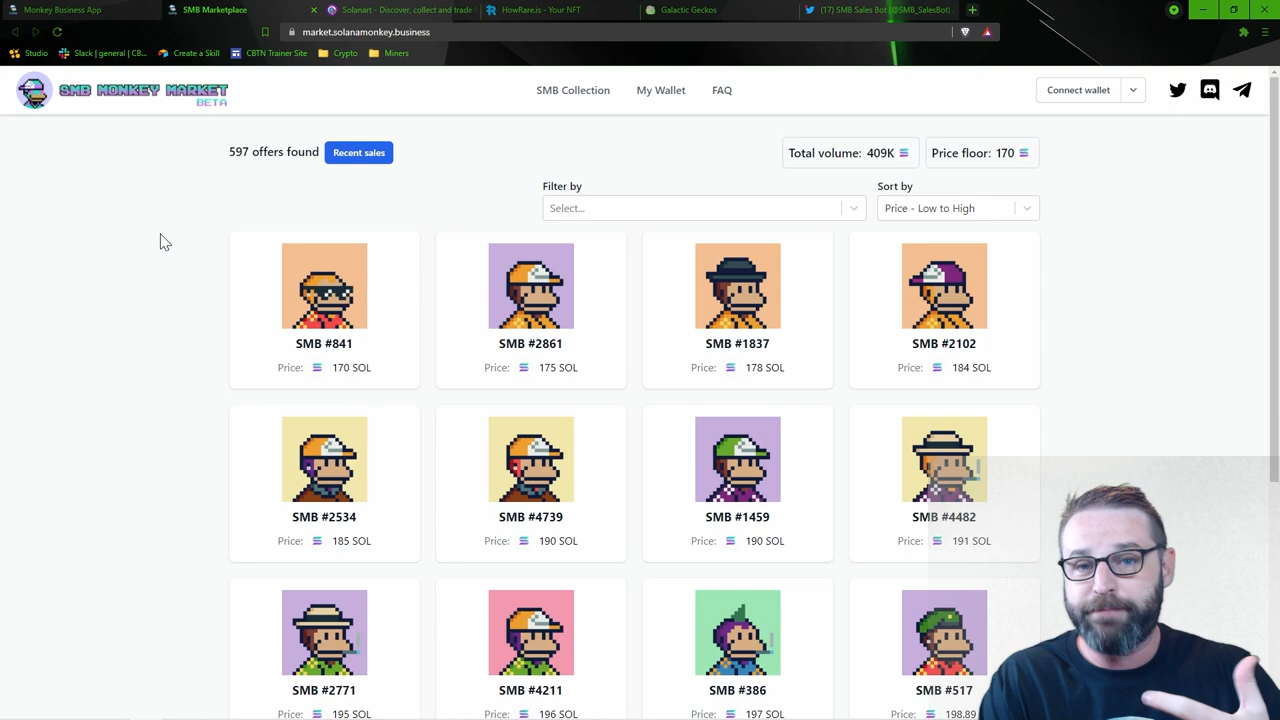 Monkey Business App
SMB Marketplace
Solanart - Discover, collect and trade
HowRare.is - Your NFT
Galactic Geckos
(17) SMB Sales Bot (@SMB_SalesBot)
market.solanamonkey.business
Studio
Slack | general | CB...
Create a Skill
CBTN Trainer Site
Crypto
Miners
SMB MONKEY MARKET
BETA
SMB Collection
My Wallet
FAQ
Connect wallet
597 offers found
Recent sales
Total volume: 409K
Price floor: 170
Filter by
Sort by
Select...
Price - Low to High
SMB #841
SMB #2861
SMB #1837
SMB #2102
Price: 170 SOL
Price: 175 SOL
Price: 178 SOL
Price: 184 SOL
SMB #2534
SMB #4739
SMB #1459
SMB #4482
Price: 185 SOL
Price: 190 SOL
Price: 190 SOL
Price: 191 SOL
SMB #2771
SMB #4211
SMB #386
SMB #517
Price: 195 SOL
Price: 196 SOL
Price: 197 SOL
Price: 198.89